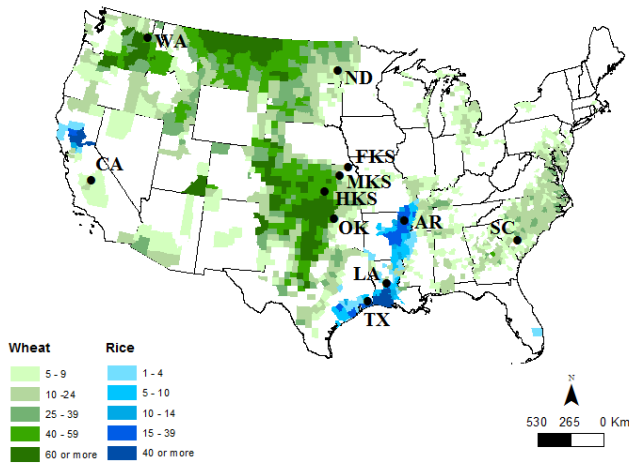 WA
ND
FKS
CA
MKS
HKS
OK
AR
SC
LA
TX
Wheat Rice
5 - 9 1 - 4
10 -24 5 - 10
25 - 39 10 - 14
40 - 59 15 - 39
60 or more 40 or more
N
530 265 0 Km